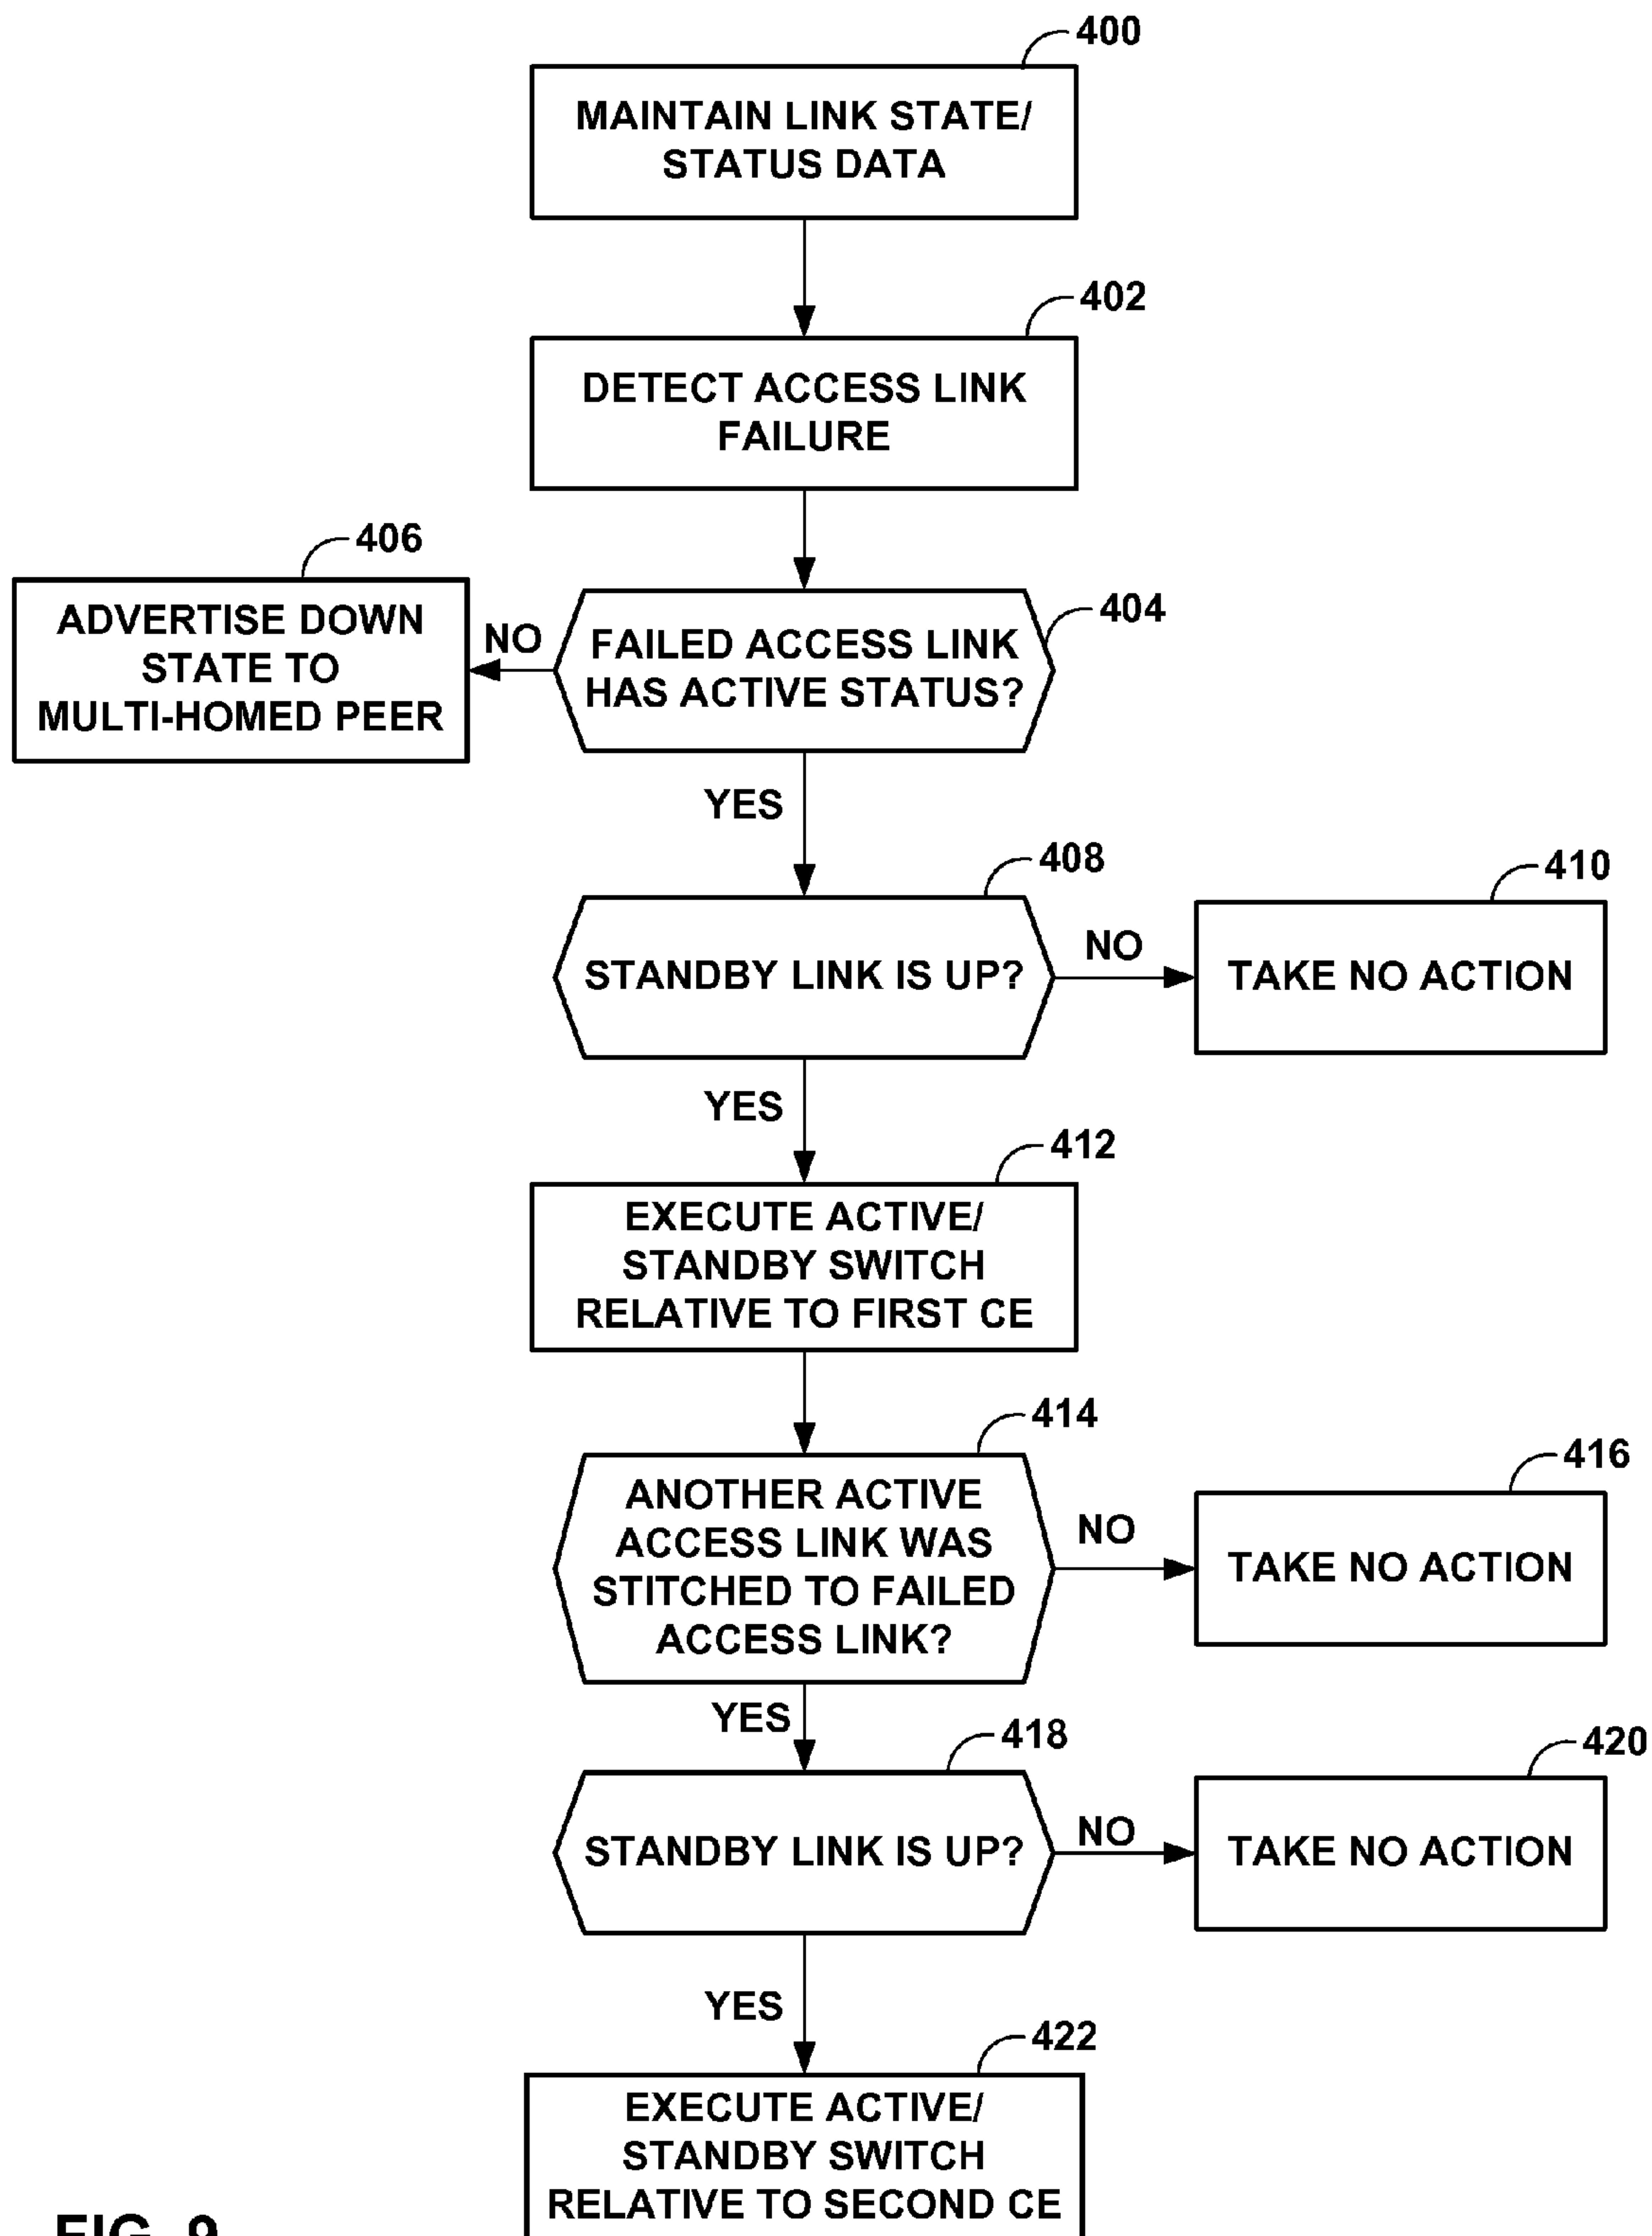 400
MAINTAIN LINK STATE/
STATUS DATA
402
DETECT ACCESS LINK
FAILURE
406
ADVERTISE DOWN
STATE TO
MULTI-HOMED PEER
NO
404
FAILED ACCESS LINK
HAS ACTIVE STATUS?
YES
408
STANDBY LINK IS UP?
NO
410
TAKE NO ACTION
YES
412
EXECUTE ACTIVE/
STANDBY SWITCH
RELATIVE TO FIRST CE
414
ANOTHER ACTIVE
ACCESS LINK WAS
STITCHED TO FAILED
ACCESS LINK?
NO
416
TAKE NO ACTION
YES
418
STANDBY LINK IS UP?
NO
420
TAKE NO ACTION
YES
422
EXECUTE ACTIVE/
STANDBY SWITCH
RELATIVE TO SECOND CE
FIG. 9